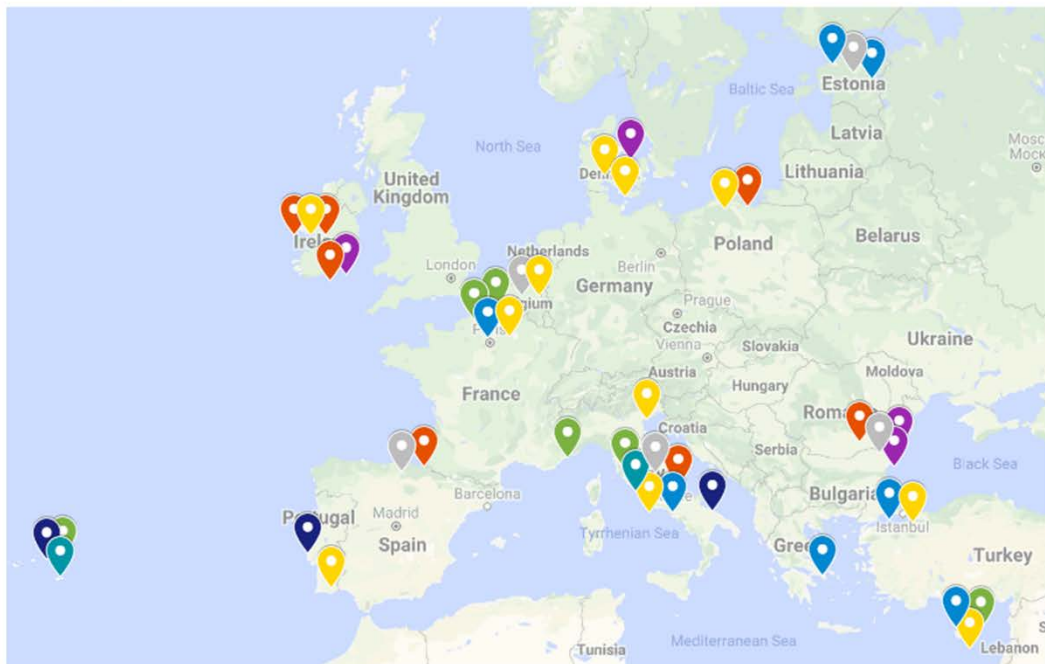 Estonia
Baltic Sea
Latvia
Mosc
Моск
North Sea
Lithuania
United
Kingdom
Belarus
Poland
Netherlands
London
Berlin
Germany
Prague
Czechia
Ukraine
Vienna
Slovakia
Moldova
Austria
Hungary
France
Croatia
Serbia
Black Sea
Barcelona
Bulgaria
Portugal
Madrid
Spain
Istanbul
Tyrrhenian Sea
Turkey
Mediterranean Sea
Tunisia
Lebanon